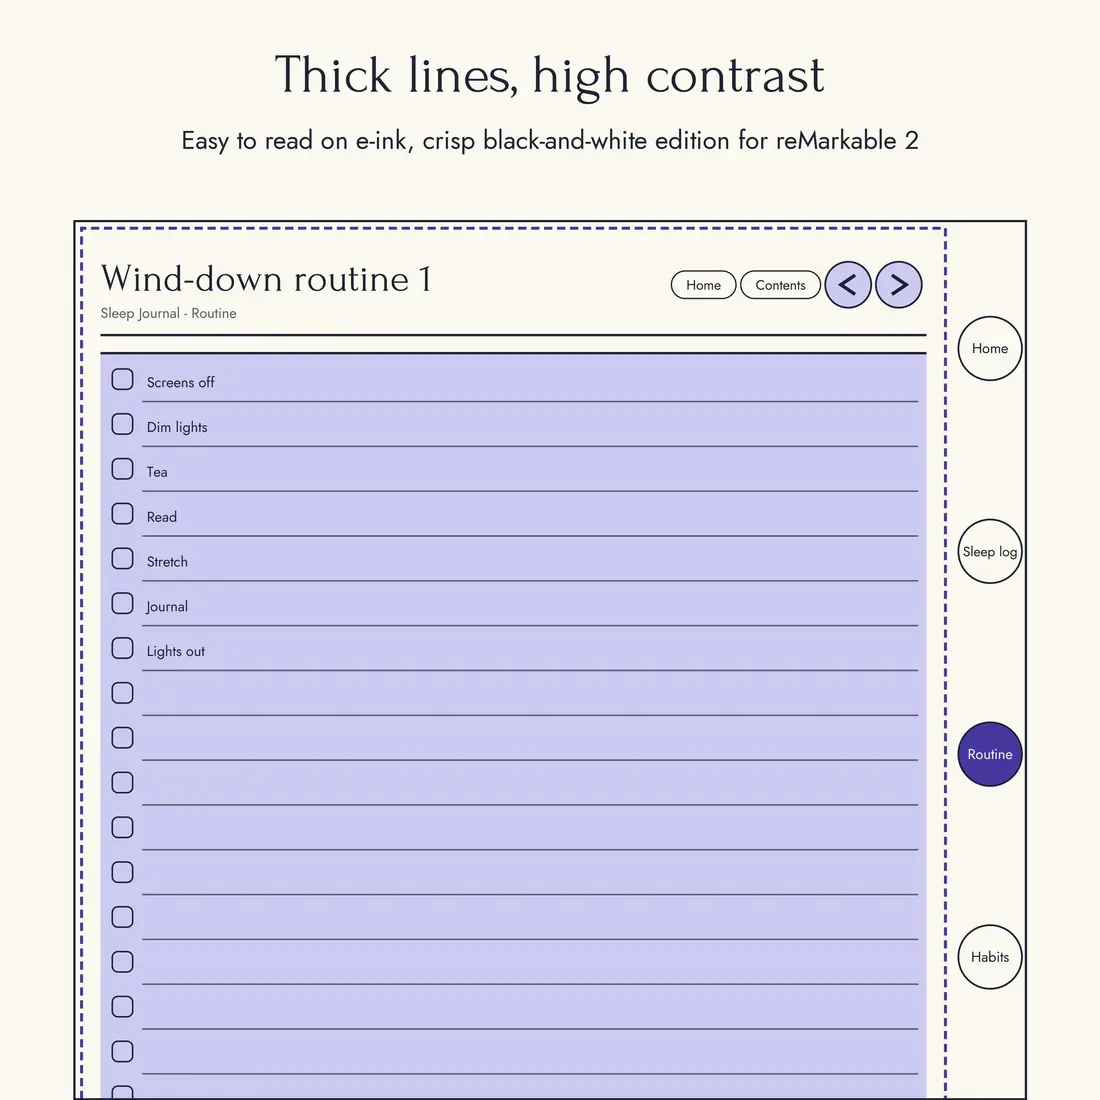 Thick lines, high contrast
Easy to read on e-ink, crisp black-and-white edition for reMarkable 2
Wind-down routine 1
Home
Contents
<
>
Sleep Journal - Routine
Home
Screens off
Dim lights
Tea
Read
Sleep log
Stretch
Journal
Lights out
Routine
Habits